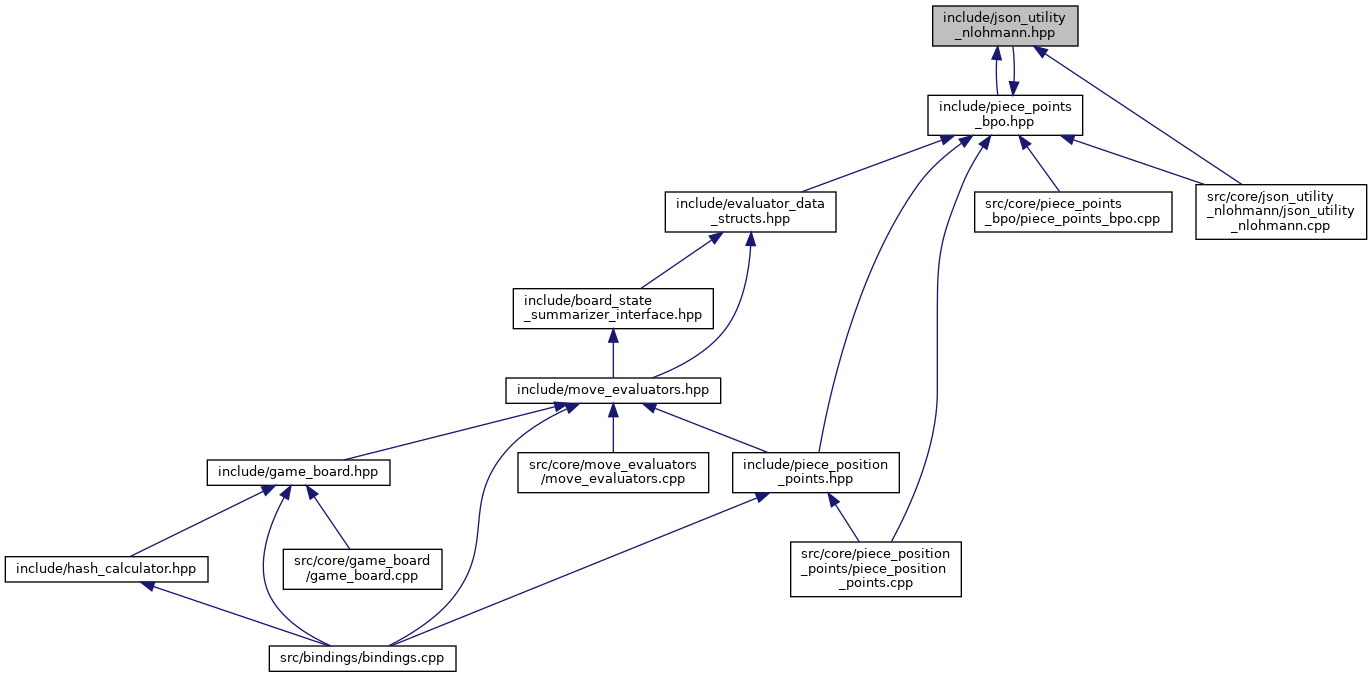 include/json_utility
_nlohmann.hpp
include/piece_points
_bpo.hpp
include/evaluator_data
_structs.hpp
src/core/piece_points
_bpo/piece_points_bpo.cpp
src/core/json_utility
_nlohmann/json_utility
_nlohmann.cpp
include/board_state
_summarizer_interface.hpp
include/move_evaluators.hpp
include/game_board.hpp
src/core/move_evaluators
/move_evaluators.cpp
include/piece_position
_points.hpp
include/hash_calculator.hpp
src/core/game_board
/game_board.cpp
src/core/piece_position
_points/piece_position
_points.cpp
src/bindings/bindings.cpp